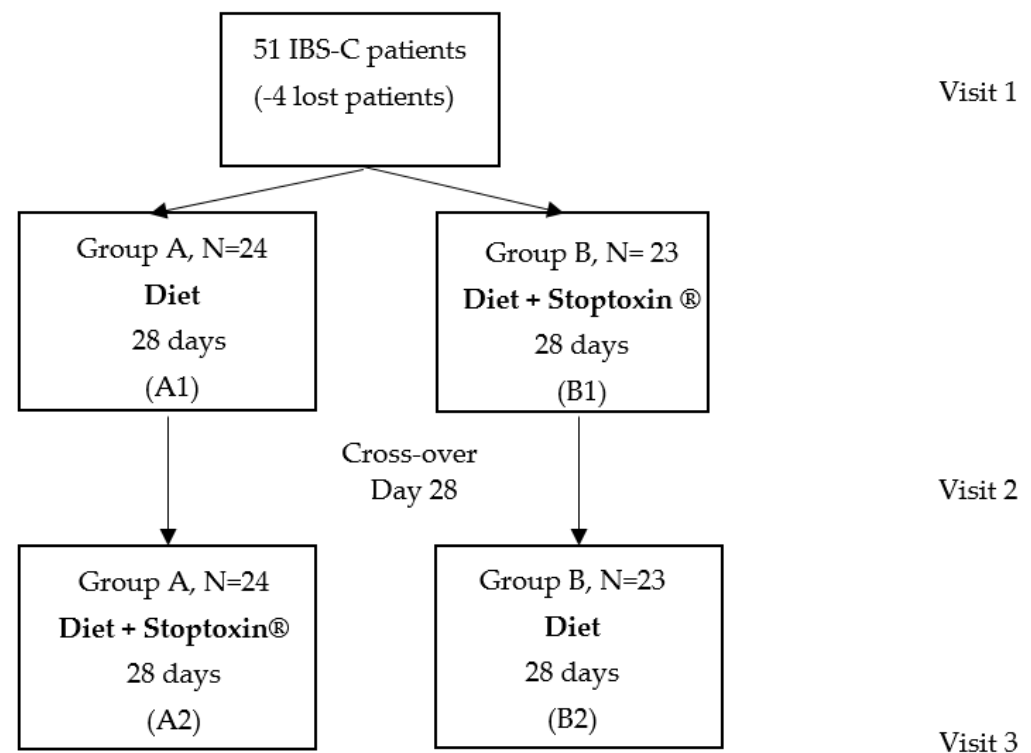 51 IBS-C patients
(-4 lost patients)
Visit 1
Group A, N=24
Diet
28 days
(A1)
Group B, N= 23
Diet + Stoptoxin ®
28 days
(B1)
Cross-over
Day 28
Visit 2
Group A, N=24
Diet + Stoptoxin®
28 days
(A2)
Group B, N=23
Diet
28 days
(B2)
Visit 3